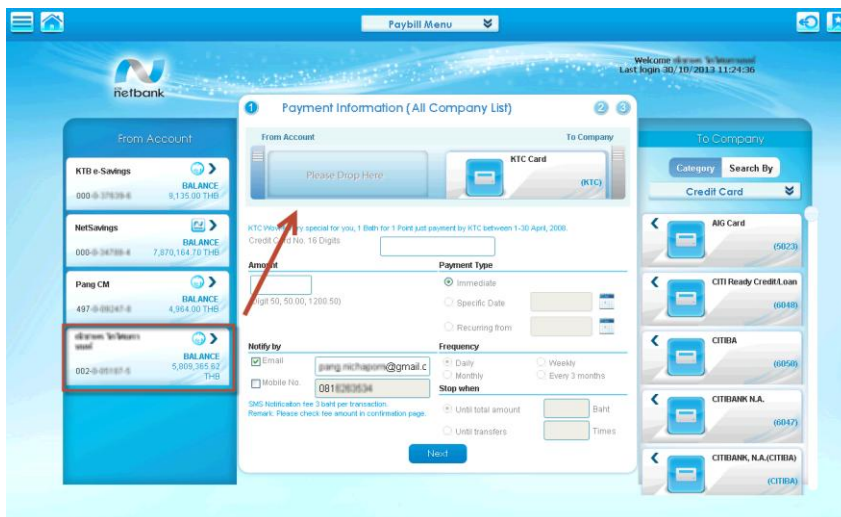 Paybill Menu
netbank
Welcome
Last login 30/10/2013 11:24:36
From Account
KTB e-Savings
BALANCE
9,135.00 THB
NetSavings
BALANCE
7,870,164.70 THB
Pang CM
BALANCE
4,964.00 THB
BALANCE
5,809,365.62
THB
1 Payment Information (All Company List) 2 3
From Account To Company
Please Drop Here
KTC Card
(KTC)
special for you, 1 Bath for 1 Point just payment by KTC between 1-30 April, 2008.
Credit Card No. 16 Digits
Amount
(Digit 50, 50.00, 1200.50)
Payment Type
Immediate
Specific Date
Recurring from
Notify by
Email
@gmail.c
Mobile No.
SMS Notification fee 3 baht per transaction.
Remark: Please check fee amount in confirmation page.
Frequency
Daily Weekly
Monthly Every 3 months
Stop when
Until total amount Baht
Until transfers Times
Next
To Company
Category Search By
Credit Card
AIG Card
(5023)
CITI Ready Credit/Loan
(6048)
CITIBA
(6050)
CITIBANK N.A.
(6047)
CITIBANK, N.A.(CITIBA)
(CITIBA)